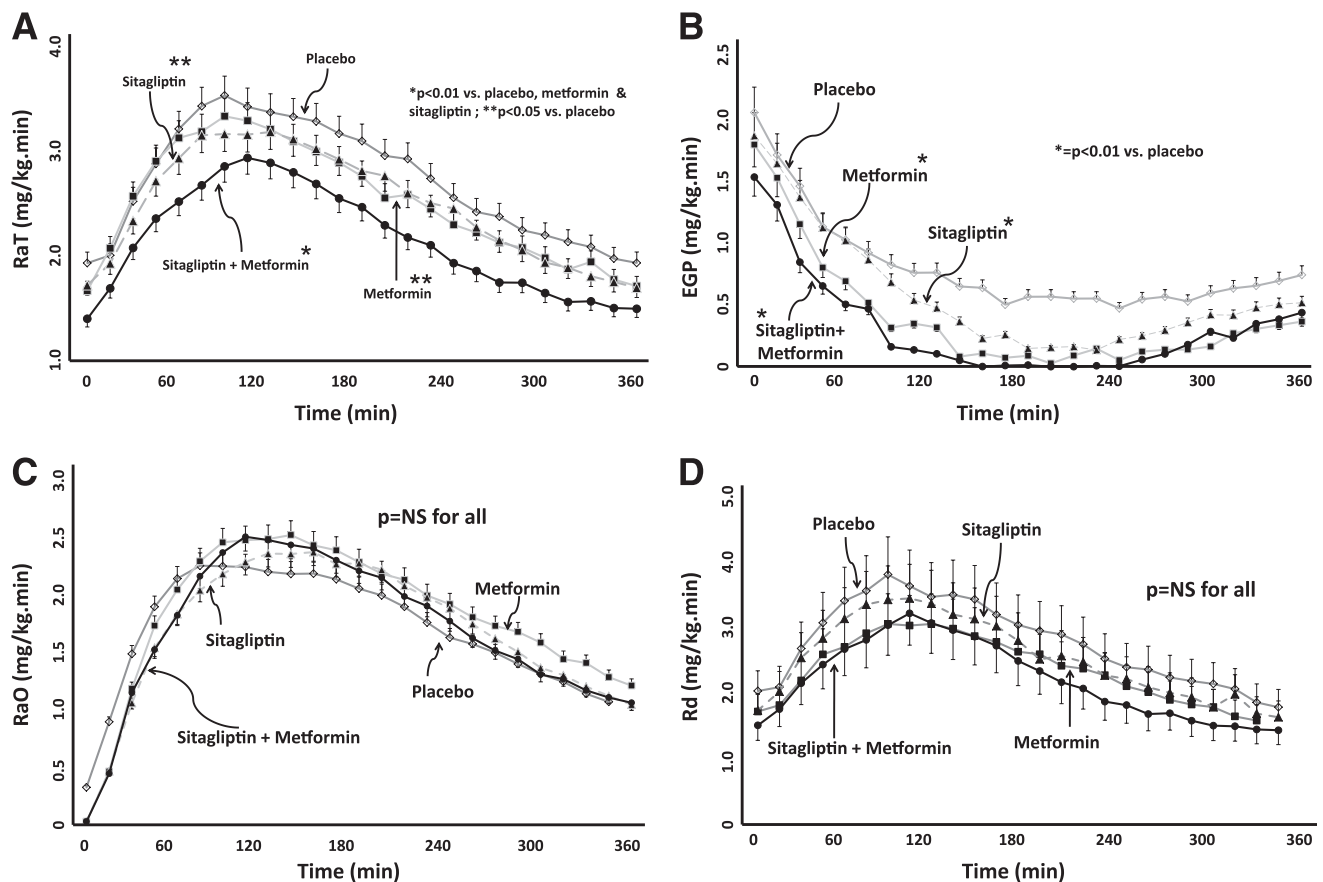 A
RaT (mg/kg.min)
4.0
3.0
2.0
1.0
**
Sitagliptin
Placebo
*p<0.01 vs. placebo, metformin &
sitagliptin ; **p<0.05 vs. placebo
Sitagliptin + Metformin *
Metformin **
0 60 120 180 240 300 360
Time (min)
B
EGP (mg/kg.min)
2.5
2.0
1.5
1.0
0.5
0
Placebo
Metformin *
Sitagliptin *
*=p<0.01 vs. placebo
*
Sitagliptin+
Metformin
0 60 120 180 240 300 360
Time (min)
C
RaO (mg/kg.min)
3.0
2.5
2.0
1.5
1.0
0.5
0
p=NS for all
Metformin
Sitagliptin
Placebo
Sitagliptin + Metformin
0 60 120 180 240 300 360
Time (min)
D
Rd (mg/kg.min)
5.0
4.0
3.0
2.0
1.0
0
Placebo
Sitagliptin
p=NS for all
Sitagliptin + Metformin
Metformin
0 60 120 180 240 300 360
Time (min)